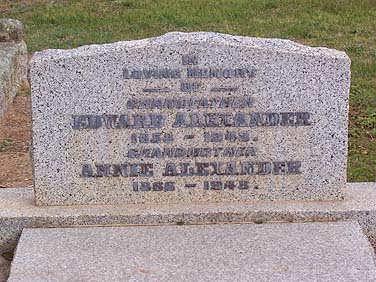 IN
LOVING MEMORY
OF
GRANDFATHER
EDWARD ALEXANDER
GRANDMOTHER
ANNIE ALEXANDER